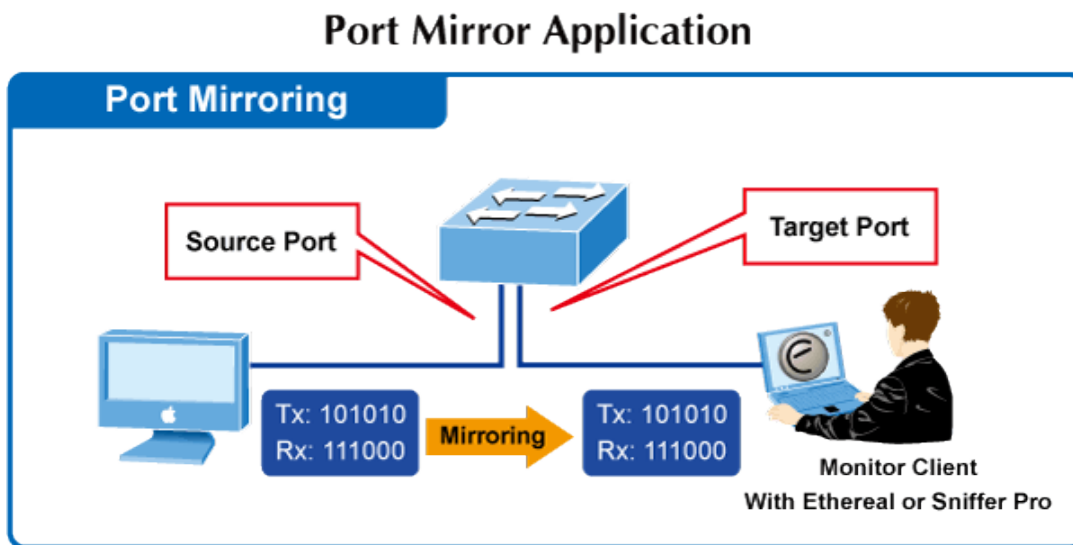 Port Mirror Application
Port Mirroring
Source Port
Target Port
Tx: 101010
Rx: 111000
Mirroring
Tx: 101010
Rx: 111000
Monitor Client
With Ethereal or Sniffer Pro